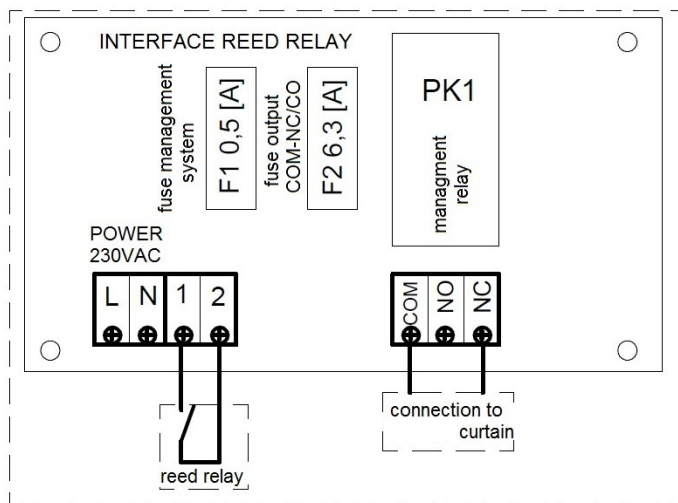 INTERFACE REED RELAY
fuse management
system
F1 0,5 [A]
fuse output
COM-NC/CO
F2 6,3 [A]
PK1
managment
relay
POWER
230VAC
L N 1 2
COM NO NC
reed relay
connection to
curtain